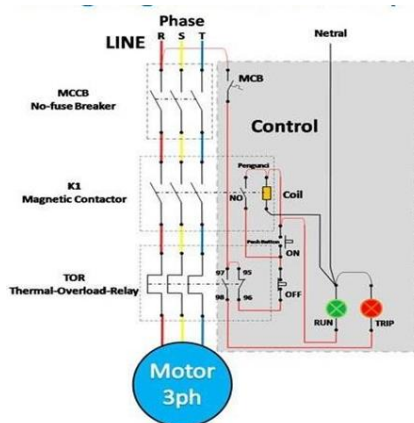 Phase
LINE
R S T
Netral
MCCB
No-fuse Breaker
MCB
Control
K1
Magnetic Contactor
Pengunci
NO
Coil
Push Button
ON
TOR
Thermal-Overload-Relay
97 95
98 96
OFF
RUN
TRIP
Motor
3ph